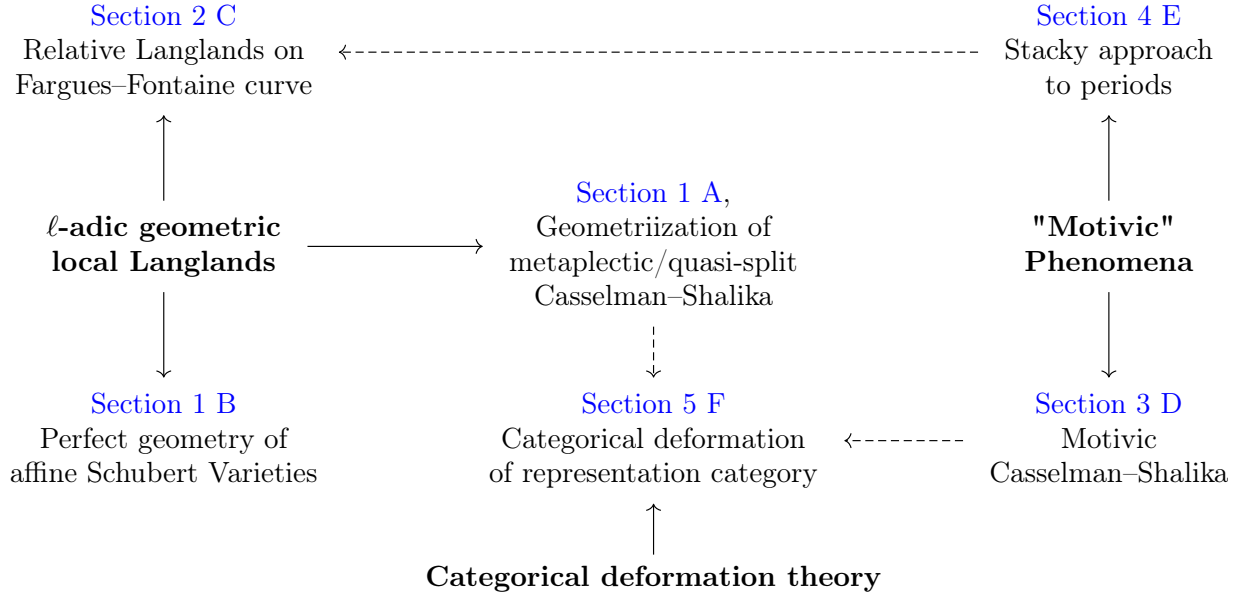 Section 2 C
Relative Langlands on
Fargues–Fontaine curve
Section 4 E
Stacky approach
to periods
ℓ-adic geometric
local Langlands
Section 1 A,
Geometriization of
metaplectic/quasi-split
Casselman–Shalika
"Motivic"
Phenomena
Section 1 B
Perfect geometry of
affine Schubert Varieties
Section 5 F
Categorical deformation
of representation category
Section 3 D
Motivic
Casselman–Shalika
Categorical deformation theory